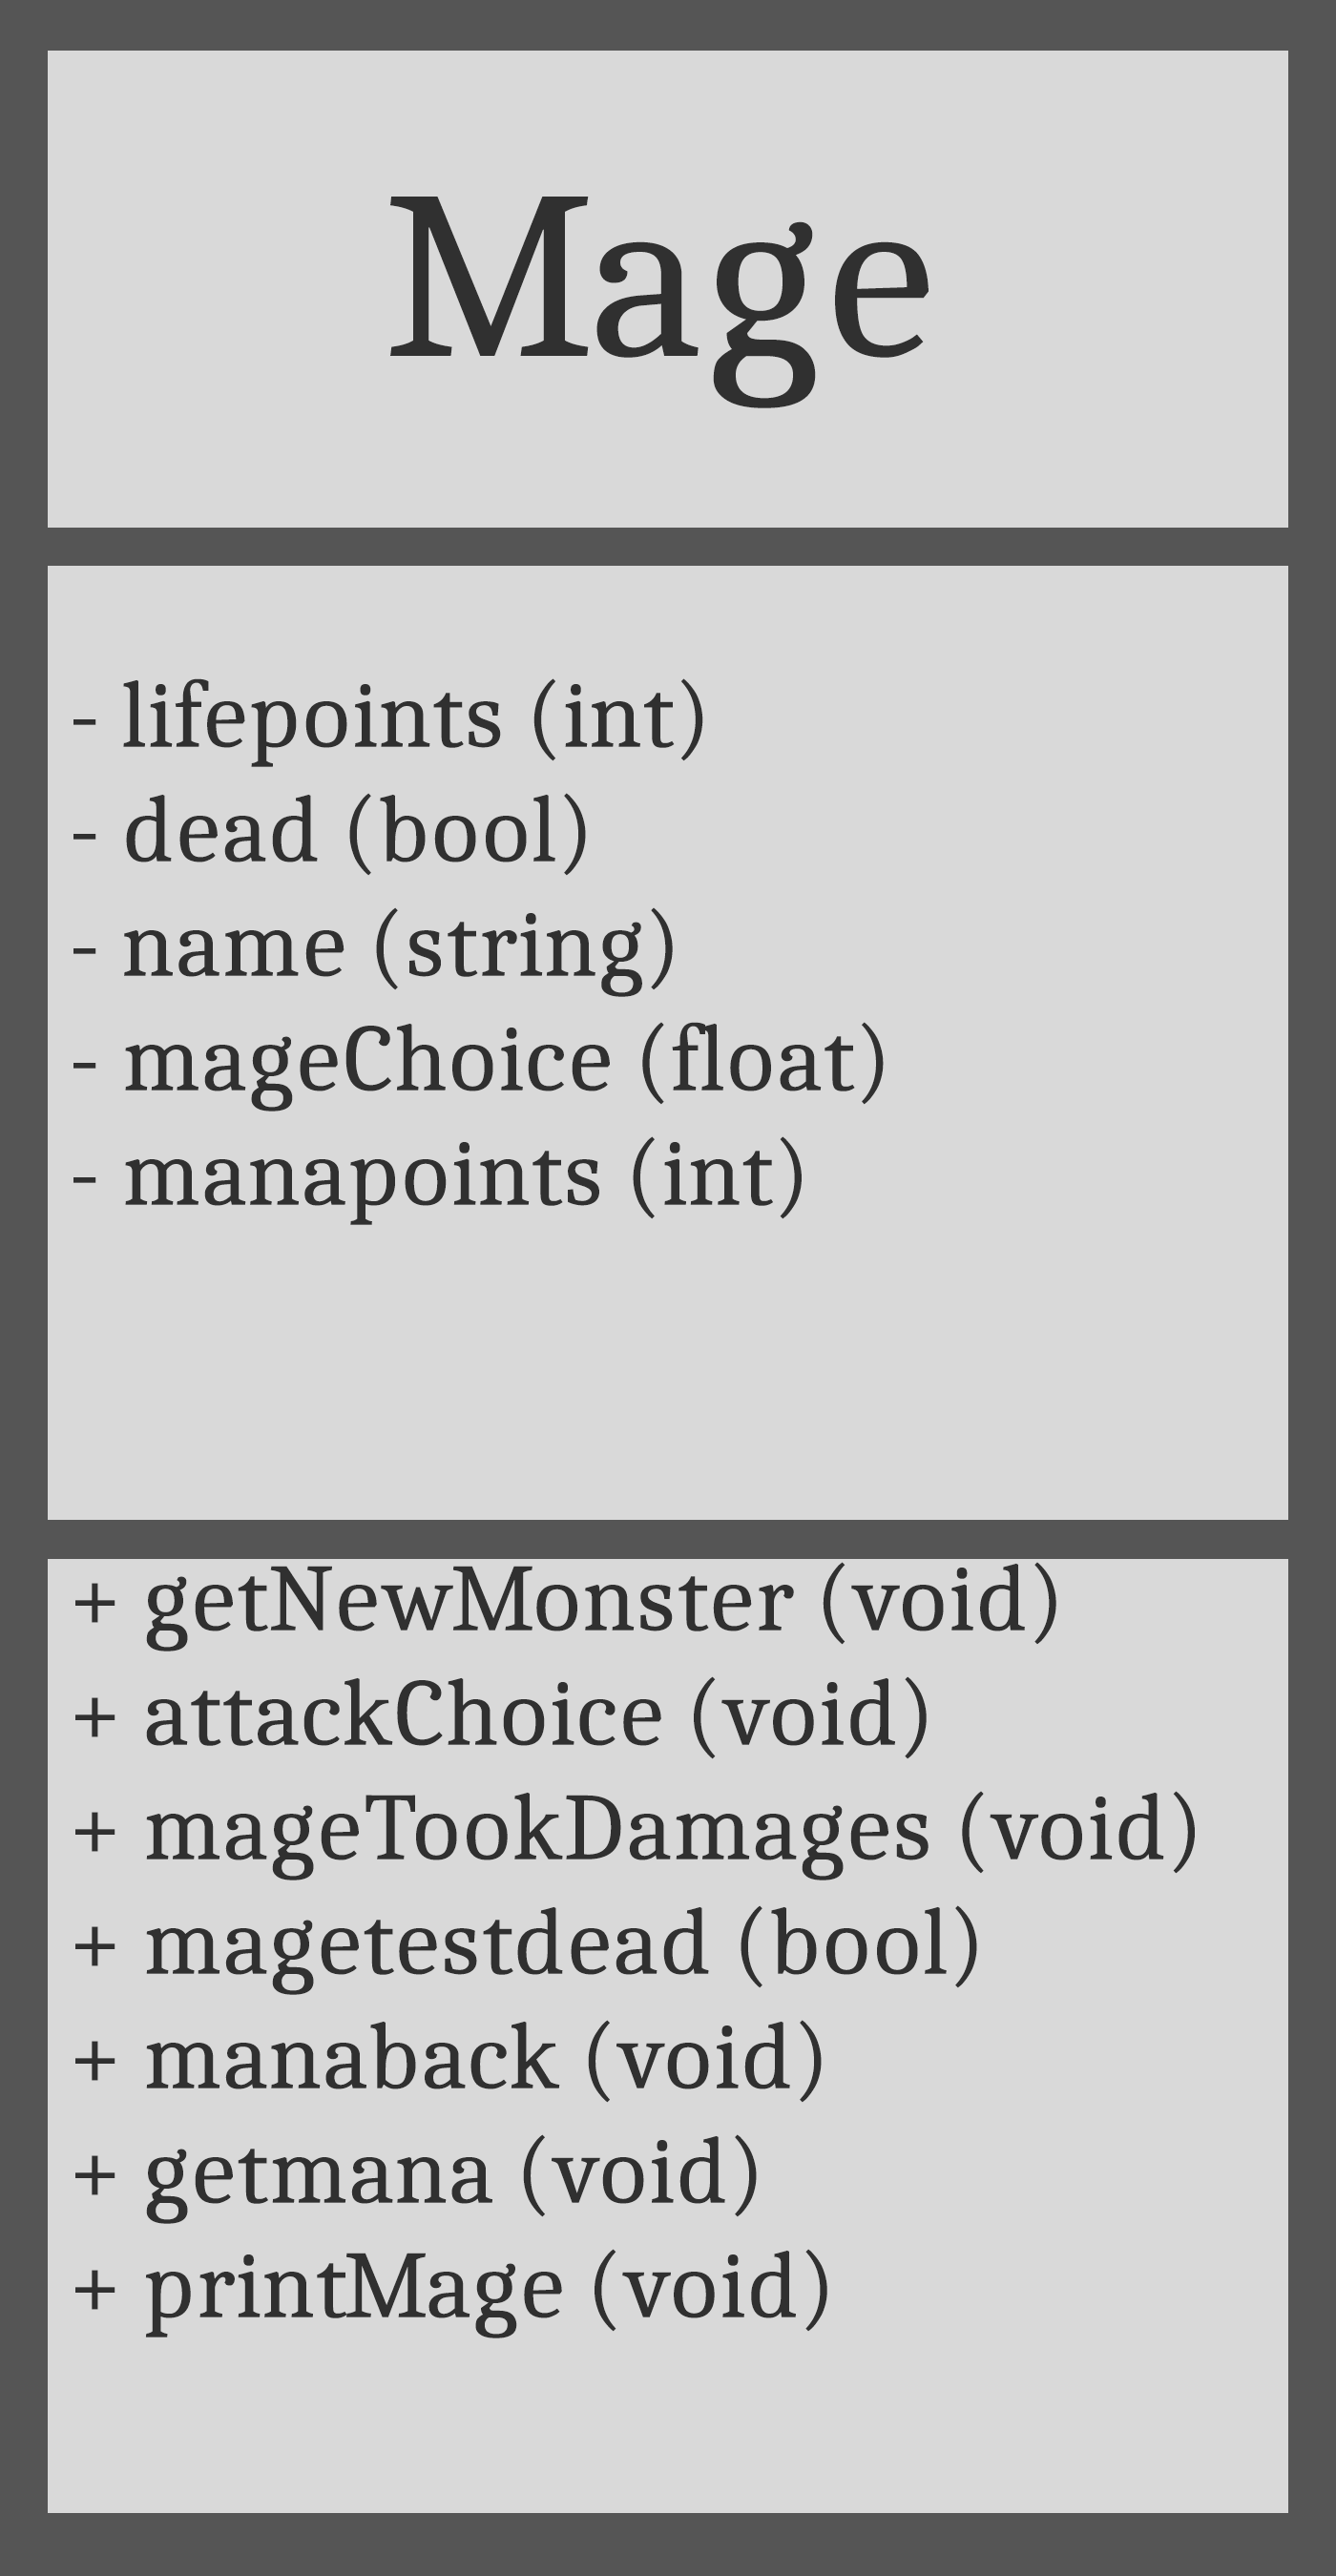 Mage
- lifepoints (int)
- dead (bool)
- name (string)
- mageChoice (float)
- manapoints (int)
+ getNewMonster (void)
+ attackChoice (void)
+ mageTookDamages (void)
+ magetestdead (bool)
+ manaback (void)
+ getmana (void)
+ printMage (void)